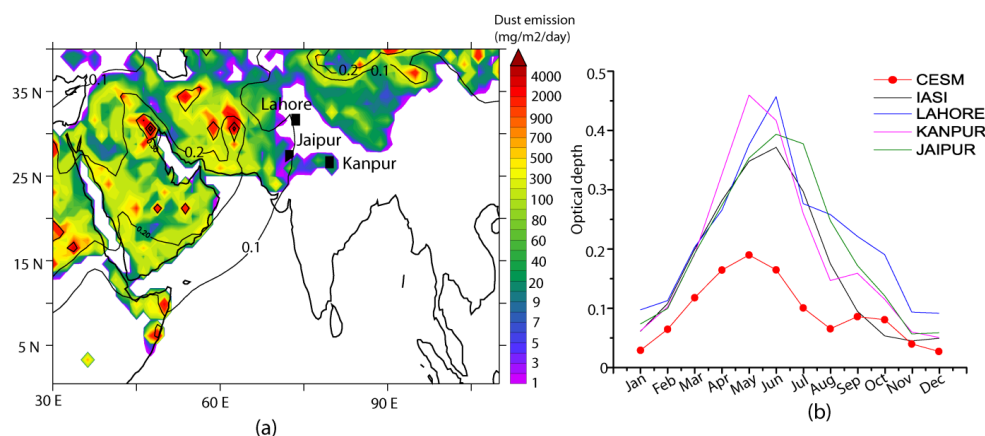 Dust emission
(mg/m2/day)
4000
2000
900
700
500
300
100
80
60
40
20
9
7
5
3
1
35 N
25 N
15 N
5 N
30 E
60 E
90 E
Lahore
Jaipur
Kanpur
0.1
0.2
0.1
0.2
0.20
0.1
(a)
CESM
IASI
LAHORE
KANPUR
JAIPUR
Optical depth
0.5
0.4
0.3
0.2
0.1
0
Jan
Feb
Mar
Apr
May
Jun
Jul
Aug
Sep
Oct
Nov
Dec
(b)